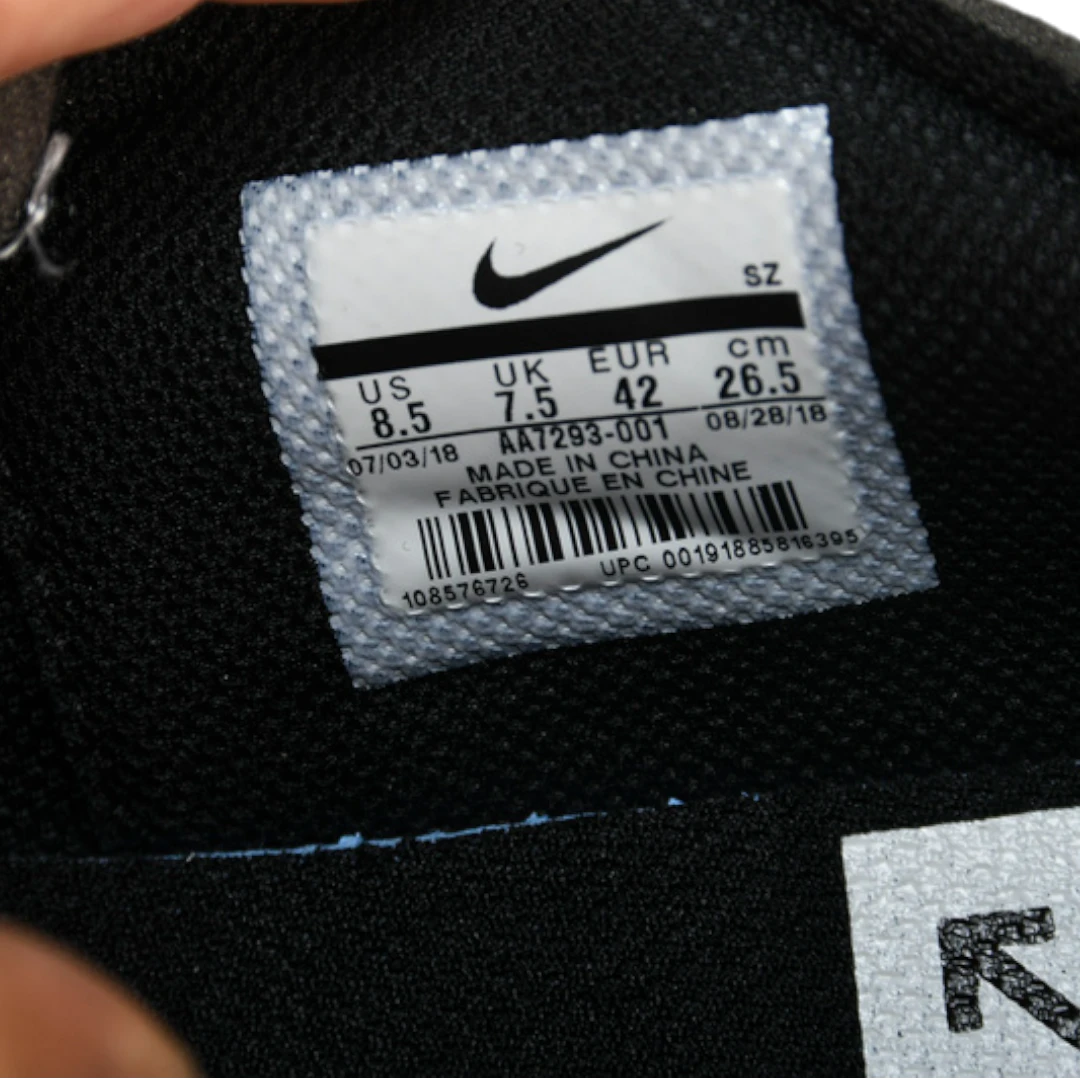 SZ
US UK EUR cm
8.5 7.5 42 26.5
07/03/18 AA7293-001 08/28/18
MADE IN CHINA
FABRIQUE EN CHINE
108576726 UPC 00191885816395